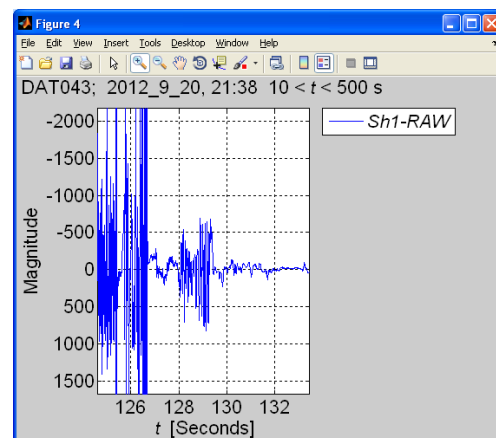 Figure 4
File Edit View Insert Tools Desktop Window Help
DAT043; 2012_9_20, 21:38 10 < t < 500 s
Sh1-RAW
-2000
-1500
-1000
-500
0
500
1000
1500
Magnitude
126 128 130 132
t [Seconds]